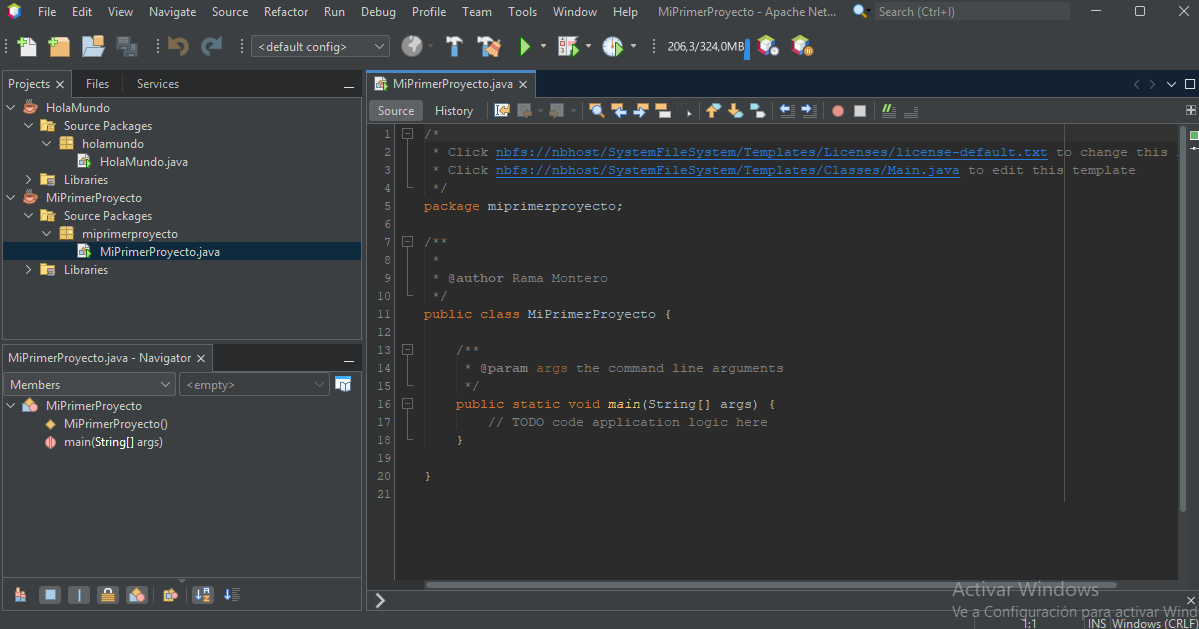 File Edit View Navigate Source Refactor Run Debug Profile Team Tools Window Help MiPrimerProyecto - Apache Net... Search (Ctrl+I)
<default config> 206,3/324,0MB
Projects Files Services
HolaMundo
Source Packages
holamundo
HolaMundo.java
Libraries
MiPrimerProyecto
Source Packages
miprimerproyecto
MiPrimerProyecto.java
Libraries
MiPrimerProyecto.java - Navigator
Members <empty>
MiPrimerProyecto
MiPrimerProyecto()
main(String[] args)
MiPrimerProyecto.java
Source History
1 /*
2 * Click nbfs://nbhost/SystemFileSystem/Templates/Licenses/license-default.txt to change this
3 * Click nbfs://nbhost/SystemFileSystem/Templates/Classes/Main.java to edit this template
4 */
5 package miprimerproyecto;
6
7 /**
8 *
9 * @author Rama Montero
10 */
11 public class MiPrimerProyecto {
12
13 /**
14 * @param args the command line arguments
15 */
16 public static void main(String[] args) {
17 // TODO code application logic here
18 }
19
20 }
21
Activar Windows
Ve a Configuración para activar Wind
1:1 INS Windows (CRLF)